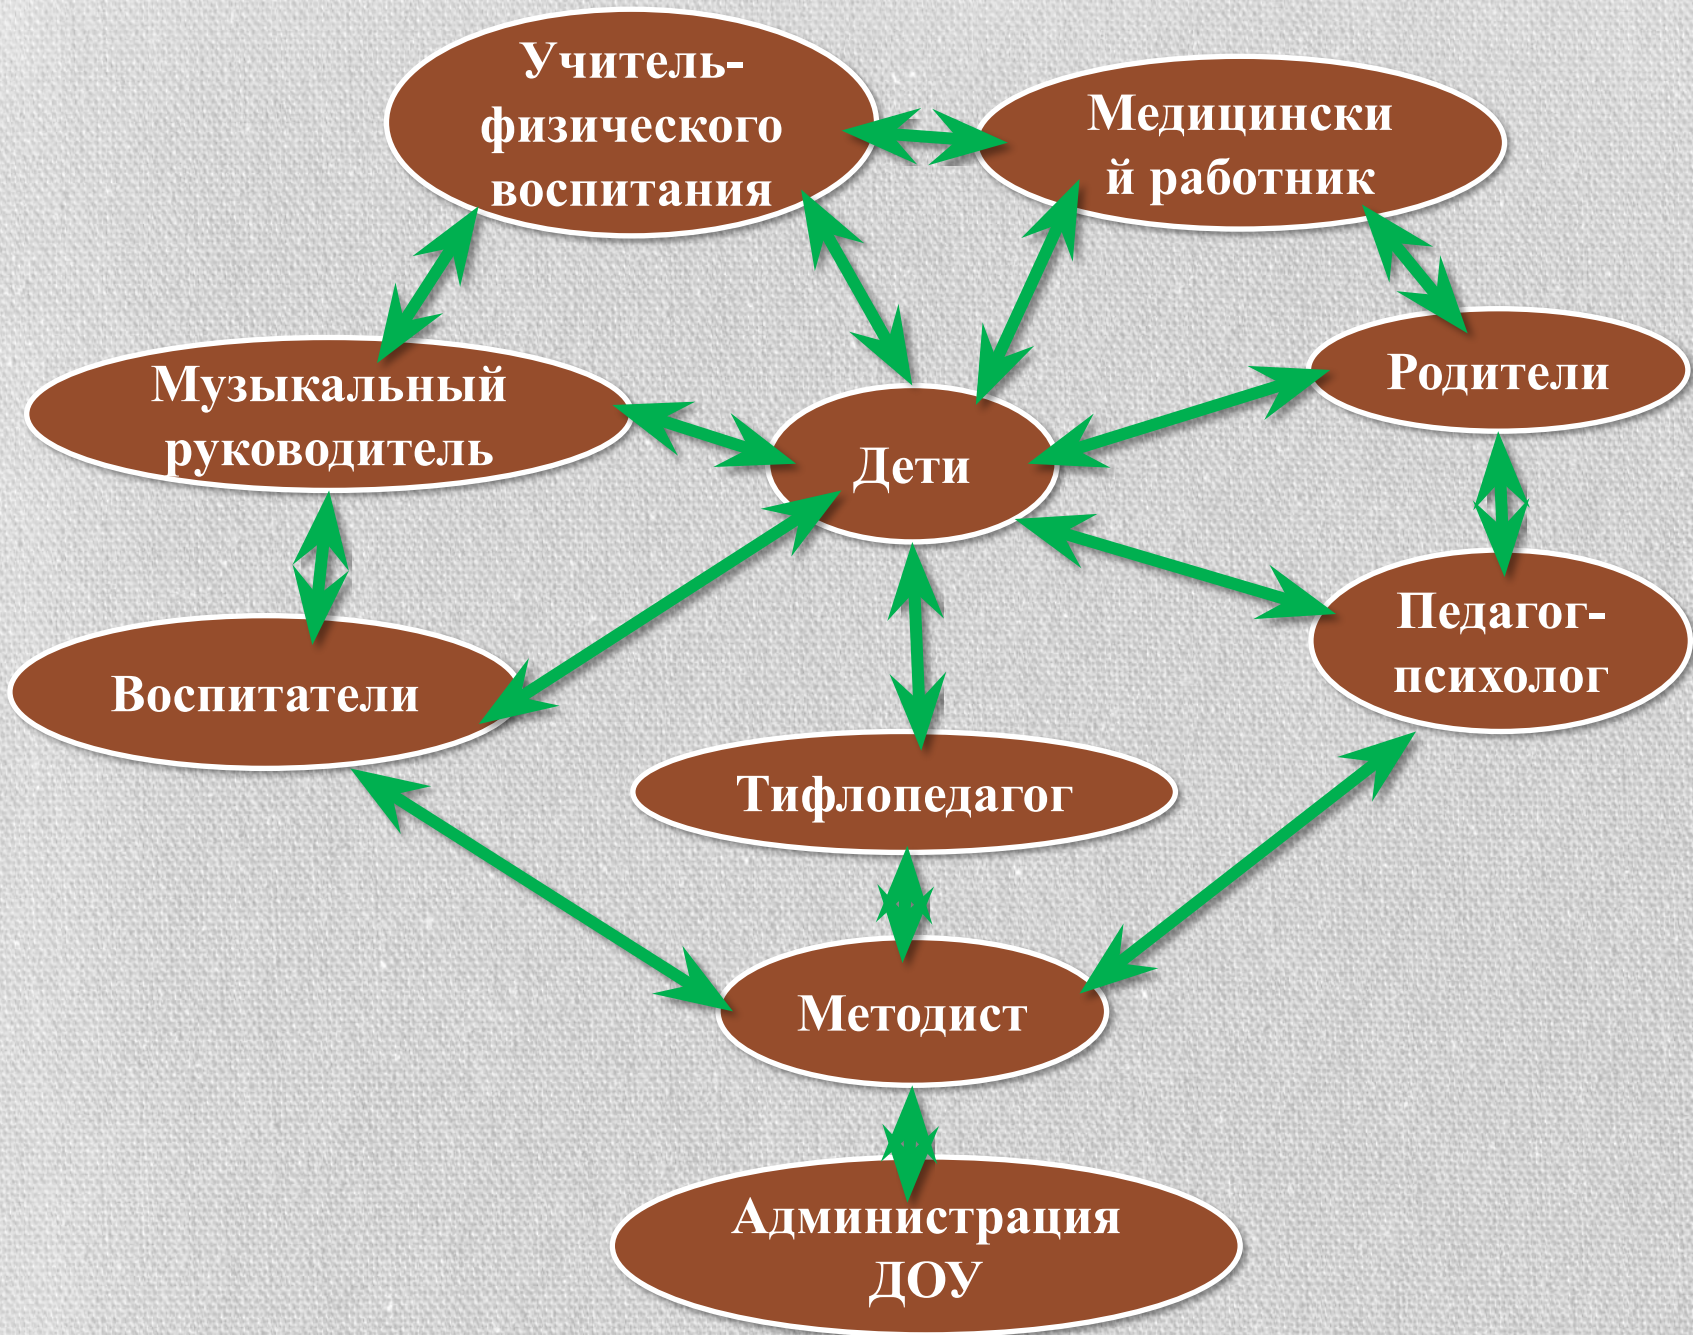 Учитель-
физического
воспитания
Медицински
й работник
Музыкальный
руководитель
Родители
Дети
Воспитатели
Педагог-
психолог
Тифлопедагог
Методист
Администрация
ДОУ